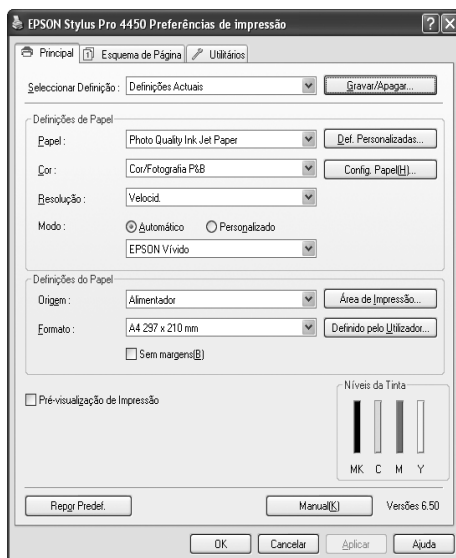 EPSON Stylus Pro 4450 Preferências de impressão
Principal Esquema de Página Utilitários
Seleccionar Definição : Definições Actuais Gravar/Apagar...
Definições de Papel
Papel : Photo Quality Ink Jet Paper Def. Personalizadas...
Cor : Cor/Fotografia P&B Config. Papel(H)...
Resolução : Velocid.
Modo : Automático Personalizado
EPSON Vívido
Definições do Papel
Origem : Alimentador Área de Impressão...
Formato : A4 297 x 210 mm Definido pelo Utilizador...
Sem margens(B)
Pré-visualização de Impressão
Níveis da Tinta
MK C M Y
Repor Predef. Manual(K) Versões 6.50
OK Cancelar Aplicar Ajuda